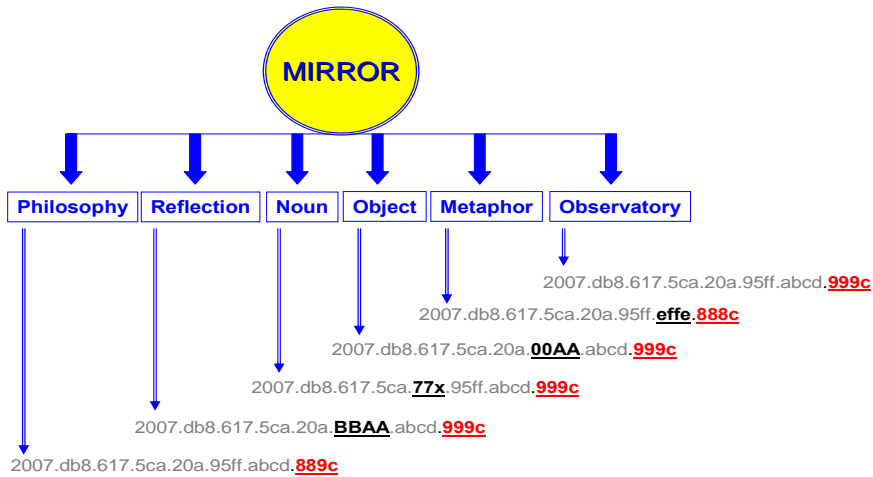 MIRROR
Philosophy Reflection Noun Object Metaphor Observatory
2007.db8.617.5ca.20a.95ff.abcd.999c
2007.db8.617.5ca.20a.95ff.effe.888c
2007.db8.617.5ca.20a.00AA.abcd.999c
2007.db8.617.5ca.77x.95ff.abcd.999c
2007.db8.617.5ca.20a.BBAA.abcd.999c
2007.db8.617.5ca.20a.95ff.abcd.889c